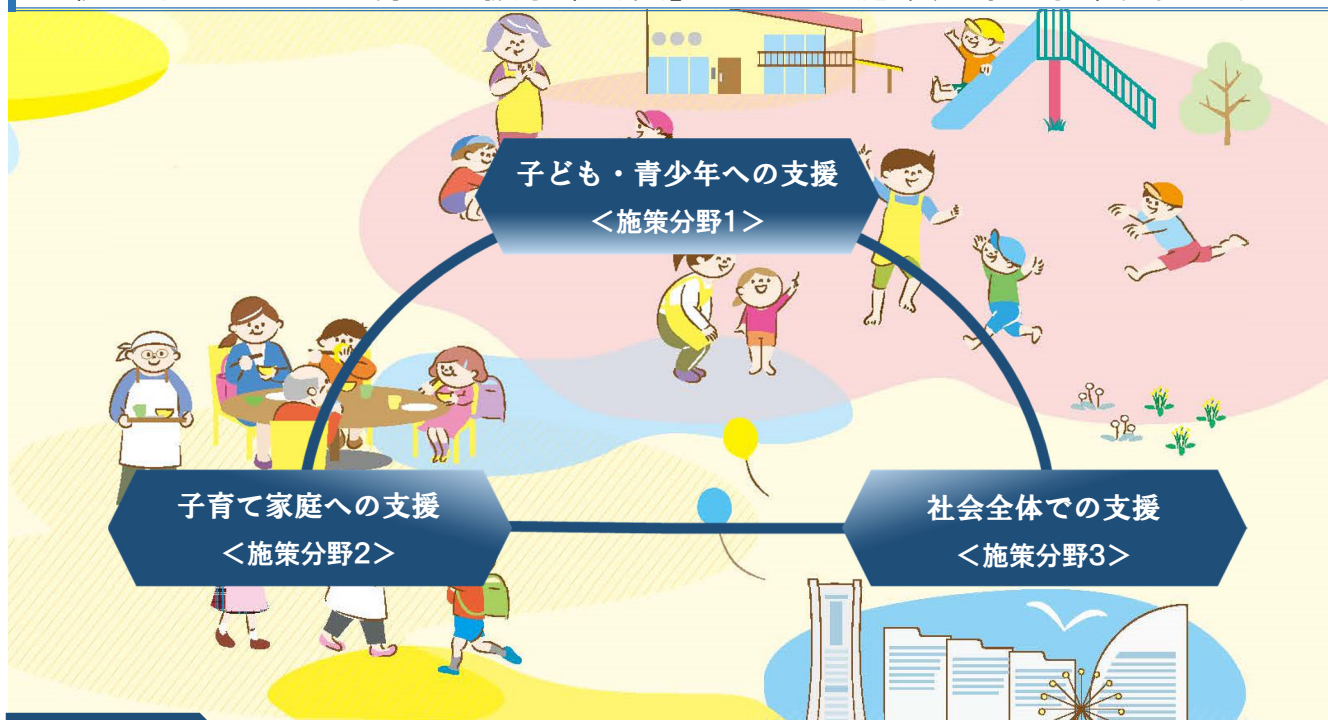 子ども・青少年への支援
＜施策分野1＞
子育て家庭への支援
＜施策分野2＞
社会全体での支援
＜施策分野3＞